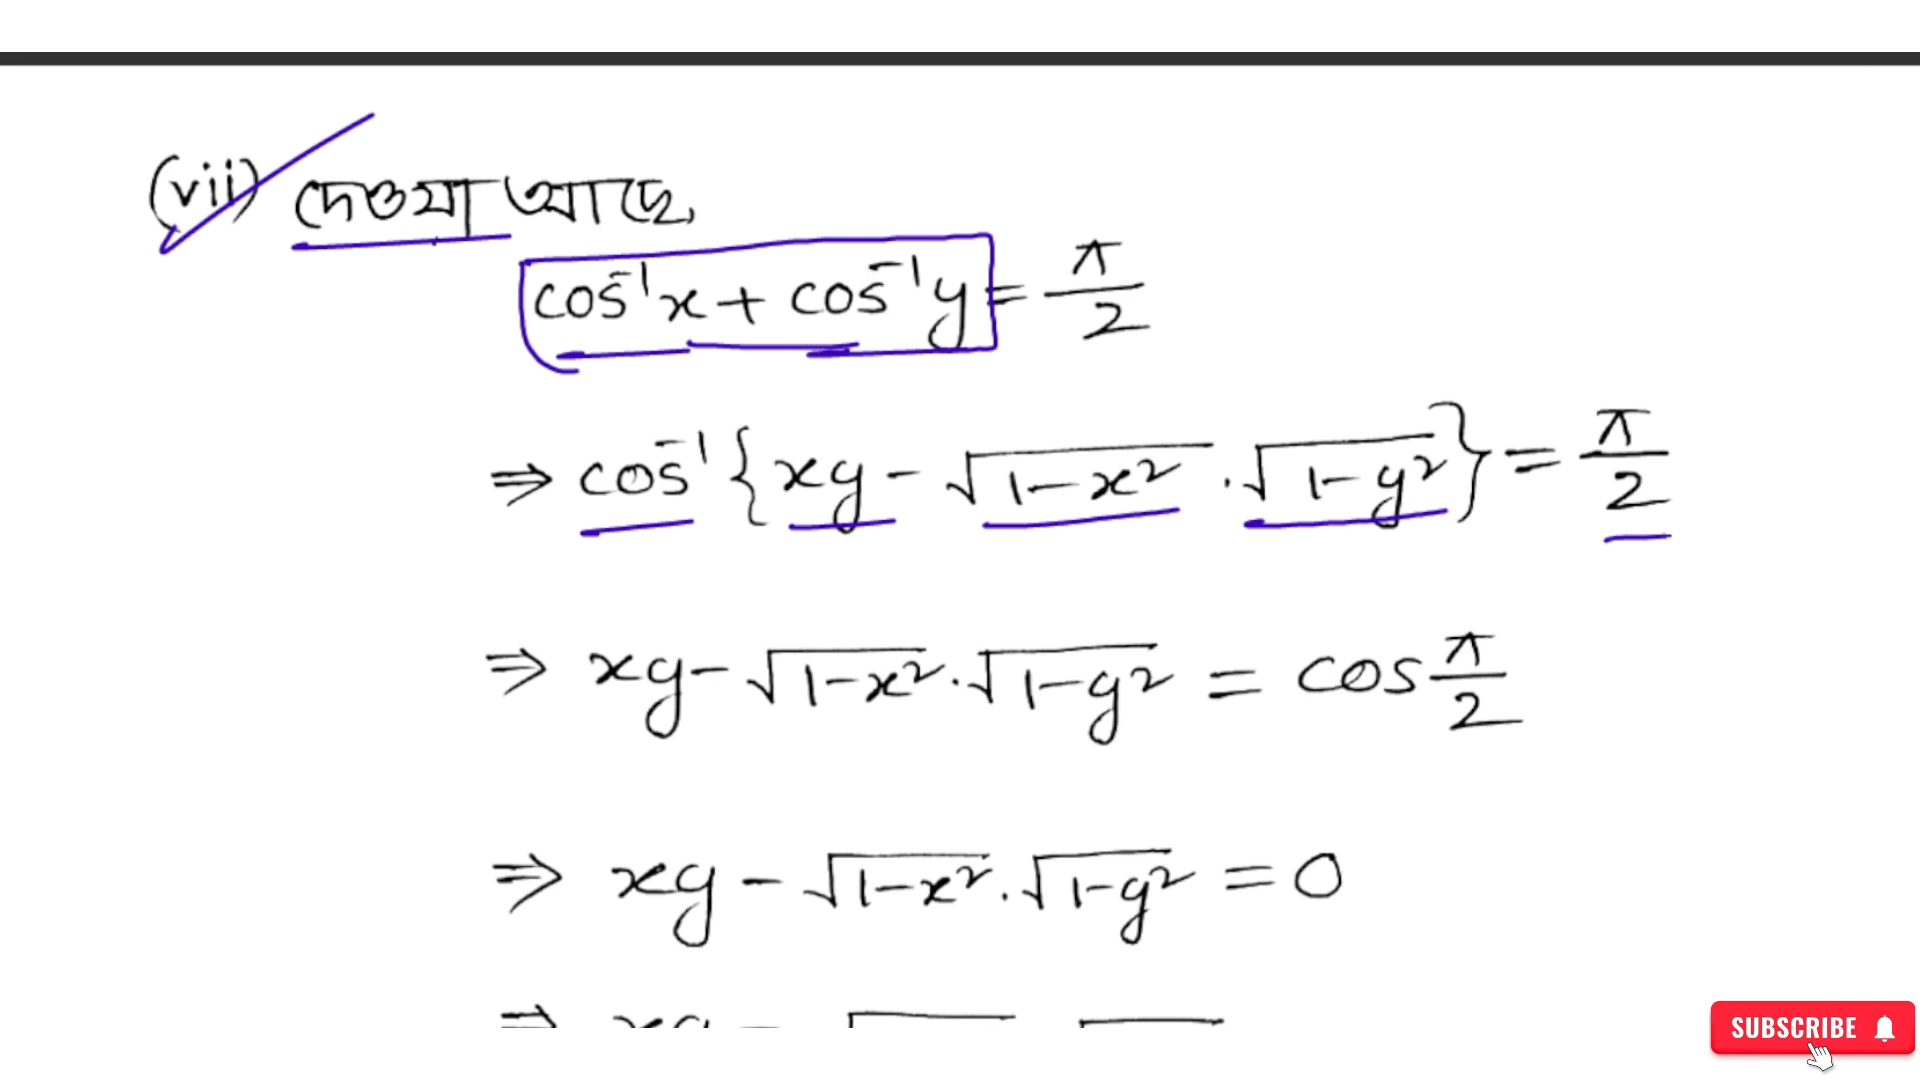 (vii) দেওয়া আছে,
cos⁻¹x + cos⁻¹y = π/2
⇒ cos⁻¹{xy - √(1-x²) . √(1-y²)} = π/2
⇒ xy - √(1-x²) . √(1-y²) = cos π/2
⇒ xy - √(1-x²) . √(1-y²) = 0
SUBSCRIBE